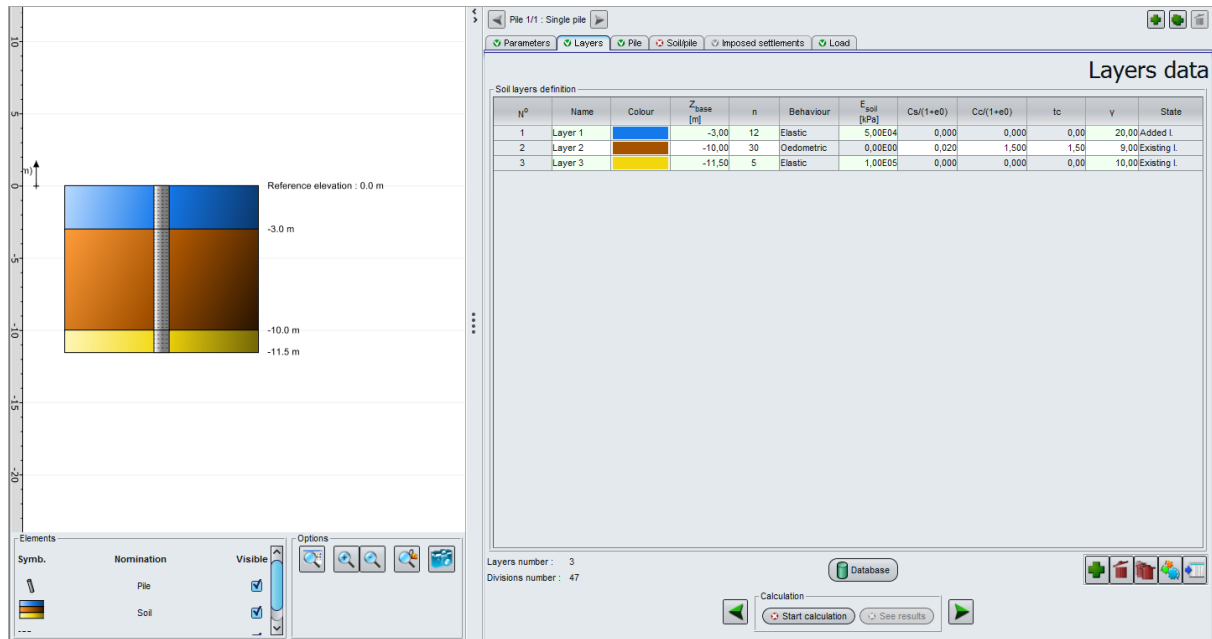 Pile 1/1 : Single pile
Parameters Layers Pile Soil/pile Imposed settlements Load
Layers data
Soil layers definition
N° Name Colour Z base [m] n Behaviour E soil [kPa] Cs/(1+e0) Cc/(1+e0) tc γ State
1 Layer 1 -3,00 12 Elastic 5,00E04 0,000 0,000 0,00 20,00 Added l.
2 Layer 2 -10,00 30 Oedometric 0,00E00 0,020 1,500 1,50 9,00 Existing l.
3 Layer 3 -11,50 5 Elastic 1,00E05 0,000 0,000 0,00 10,00 Existing l.
10
5
m)
0
Reference elevation : 0.0 m
-3.0 m
-5
-10
-10.0 m
-11.5 m
-15
-20
Elements
Symb. Nomination Visible
Pile
Soil
Options
Layers number : 3
Divisions number : 47
Database
Calculation
Start calculation See results